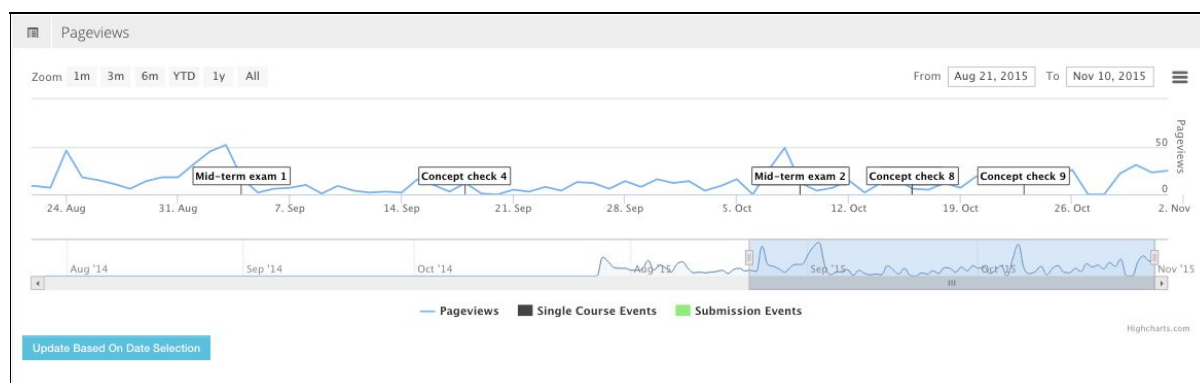 Pageviews
Zoom 1m 3m 6m YTD 1y All From Aug 21, 2015 To Nov 10, 2015
Pageviews
50
Mid-term exam 1 Concept check 4 Mid-term exam 2 Concept check 8 Concept check 9
0
24. Aug 31. Aug 7. Sep 14. Sep 21. Sep 28. Sep 5. Oct 12. Oct 19. Oct 26. Oct 2. Nov
Aug '14 Sep '14 Oct '14 Aug '15 Sep '15 Oct '15 Nov '15
Pageviews Single Course Events Submission Events
Highcharts.com
Update Based On Date Selection